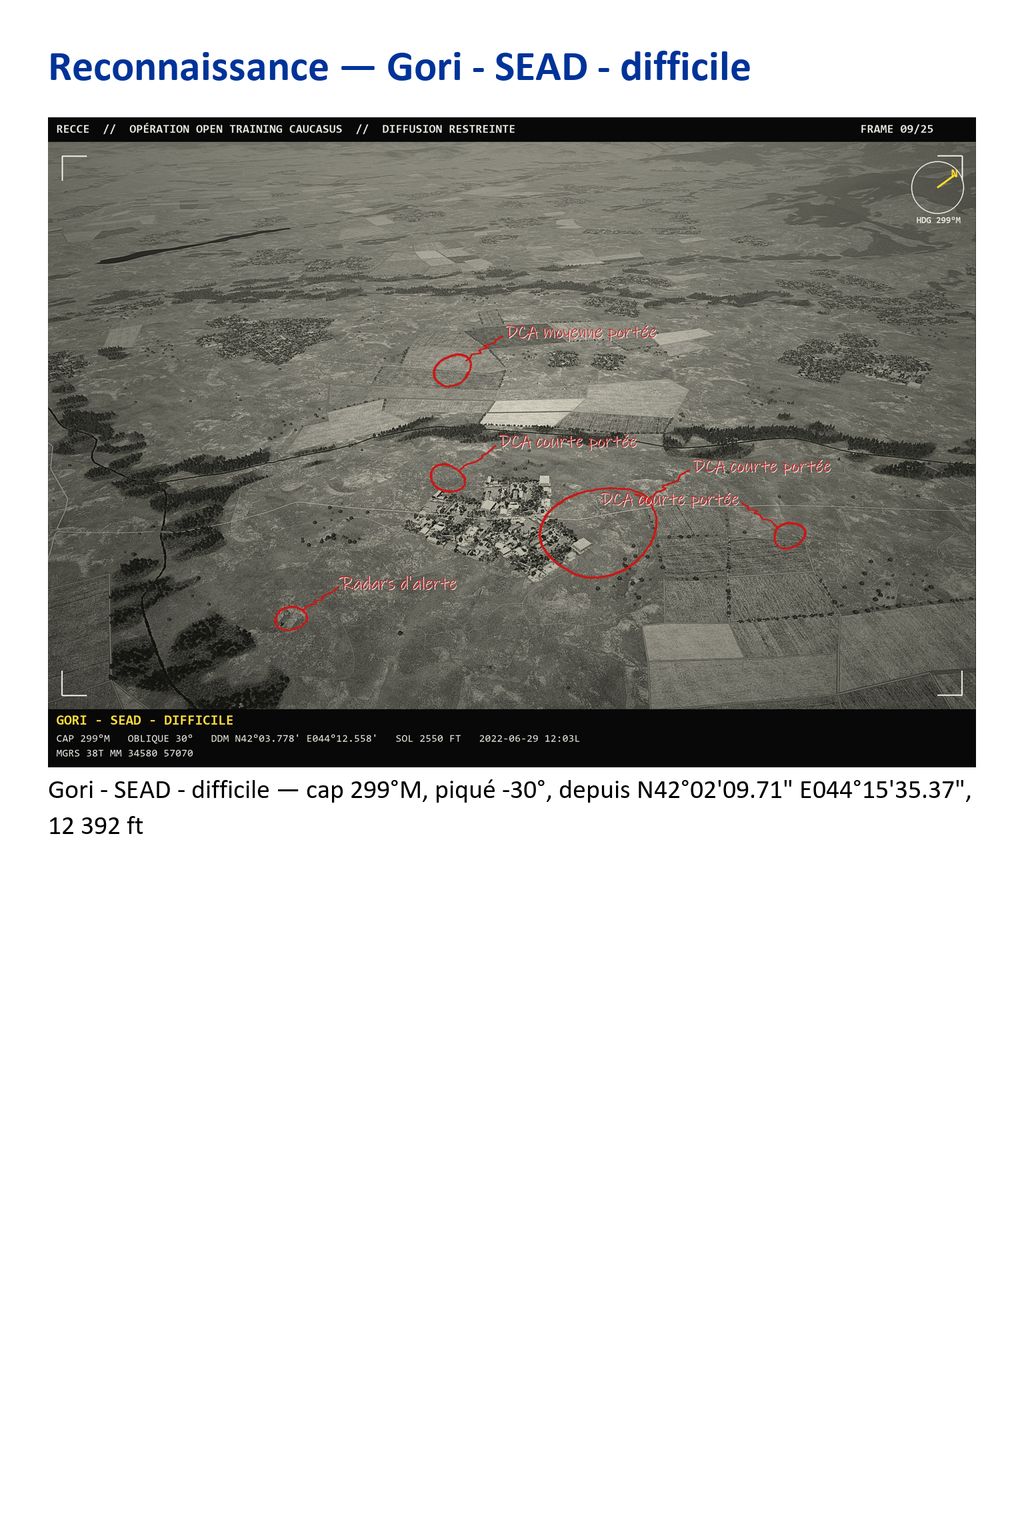 Reconnaissance — Gori - SEAD - difficile
RECCE // OPÉRATION OPEN TRAINING CAUCASUS // DIFFUSION RESTREINTE FRAME 09/25
N
HDG 299°M
DCA moyenne portée
DCA courte portée
DCA courte portée
DCA courte portée
Radars d'alerte
GORI - SEAD - DIFFICILE
CAP 299°M OBLIQUE 30° DDM N42°03.778' E044°12.558' SOL 2550 FT 2022-06-29 12:03L
MGRS 38T MM 34580 57070
Gori - SEAD - difficile — cap 299°M, piqué -30°, depuis N42°02'09.71" E044°15'35.37",
12 392 ft